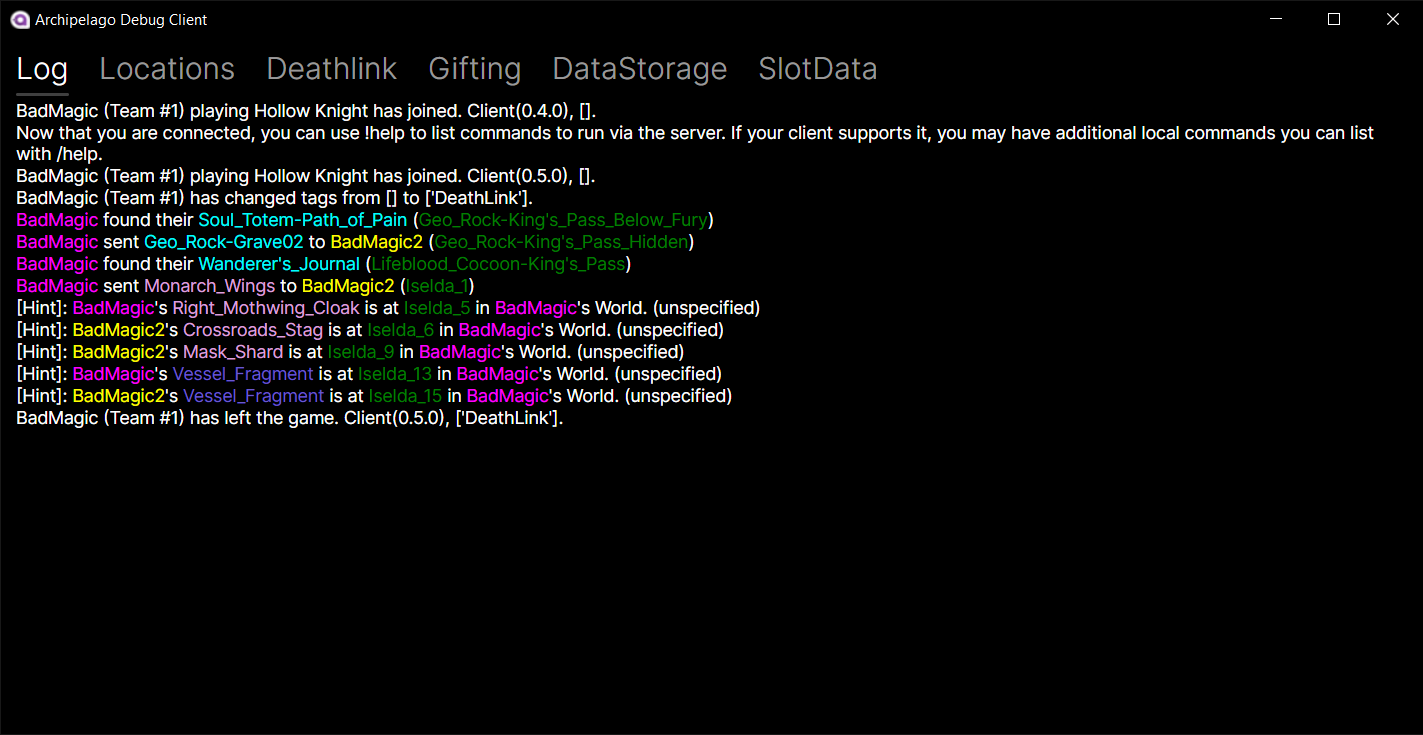 Archipelago Debug Client
Log Locations Deathlink Gifting DataStorage SlotData
BadMagic (Team #1) playing Hollow Knight has joined. Client(0.4.0), [].
Now that you are connected, you can use !help to list commands to run via the server. If your client supports it, you may have additional local commands you can list
with /help.
BadMagic (Team #1) playing Hollow Knight has joined. Client(0.5.0), [].
BadMagic (Team #1) has changed tags from [] to ['DeathLink'].
BadMagic found their Soul_Totem-Path_of_Pain (Geo_Rock-King's_Pass_Below_Fury)
BadMagic sent Geo_Rock-Grave02 to BadMagic2 (Geo_Rock-King's_Pass_Hidden)
BadMagic found their Wanderer's_Journal (Lifeblood_Cocoon-King's_Pass)
BadMagic sent Monarch_Wings to BadMagic2 (Iselda_1)
[Hint]: BadMagic's Right_Mothwing_Cloak is at Iselda_5 in BadMagic's World. (unspecified)
[Hint]: BadMagic2's Crossroads_Stag is at Iselda_6 in BadMagic's World. (unspecified)
[Hint]: BadMagic2's Mask_Shard is at Iselda_9 in BadMagic's World. (unspecified)
[Hint]: BadMagic's Vessel_Fragment is at Iselda_13 in BadMagic's World. (unspecified)
[Hint]: BadMagic2's Vessel_Fragment is at Iselda_15 in BadMagic's World. (unspecified)
BadMagic (Team #1) has left the game. Client(0.5.0), ['DeathLink'].